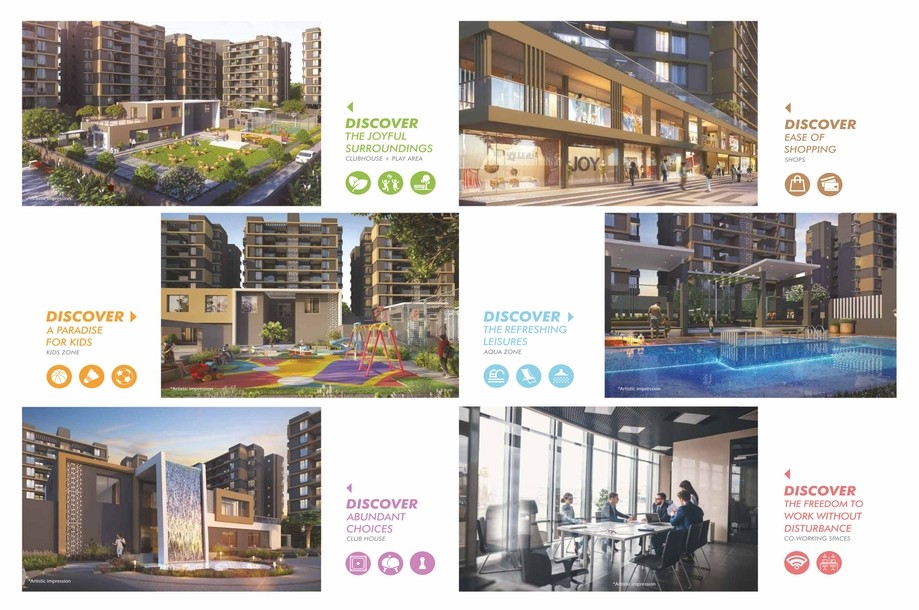 DISCOVER
THE JOYFUL
SURROUNDINGS
CLUBHOUSE + PLAY AREA
*Artistic impression
JOY
DISCOVER
EASE OF
SHOPPING
SHOPS
DISCOVER
A PARADISE
FOR KIDS
KIDS ZONE
*Artistic impression
DISCOVER
THE REFRESHING
LEISURES
AQUA ZONE
*Artistic impression
*Artistic impression
DISCOVER
ABUNDANT
CHOICES
CLUB HOUSE
*Artistic impression
DISCOVER
THE FREEDOM TO
WORK WITHOUT
DISTURBANCE
CO-WORKING SPACES